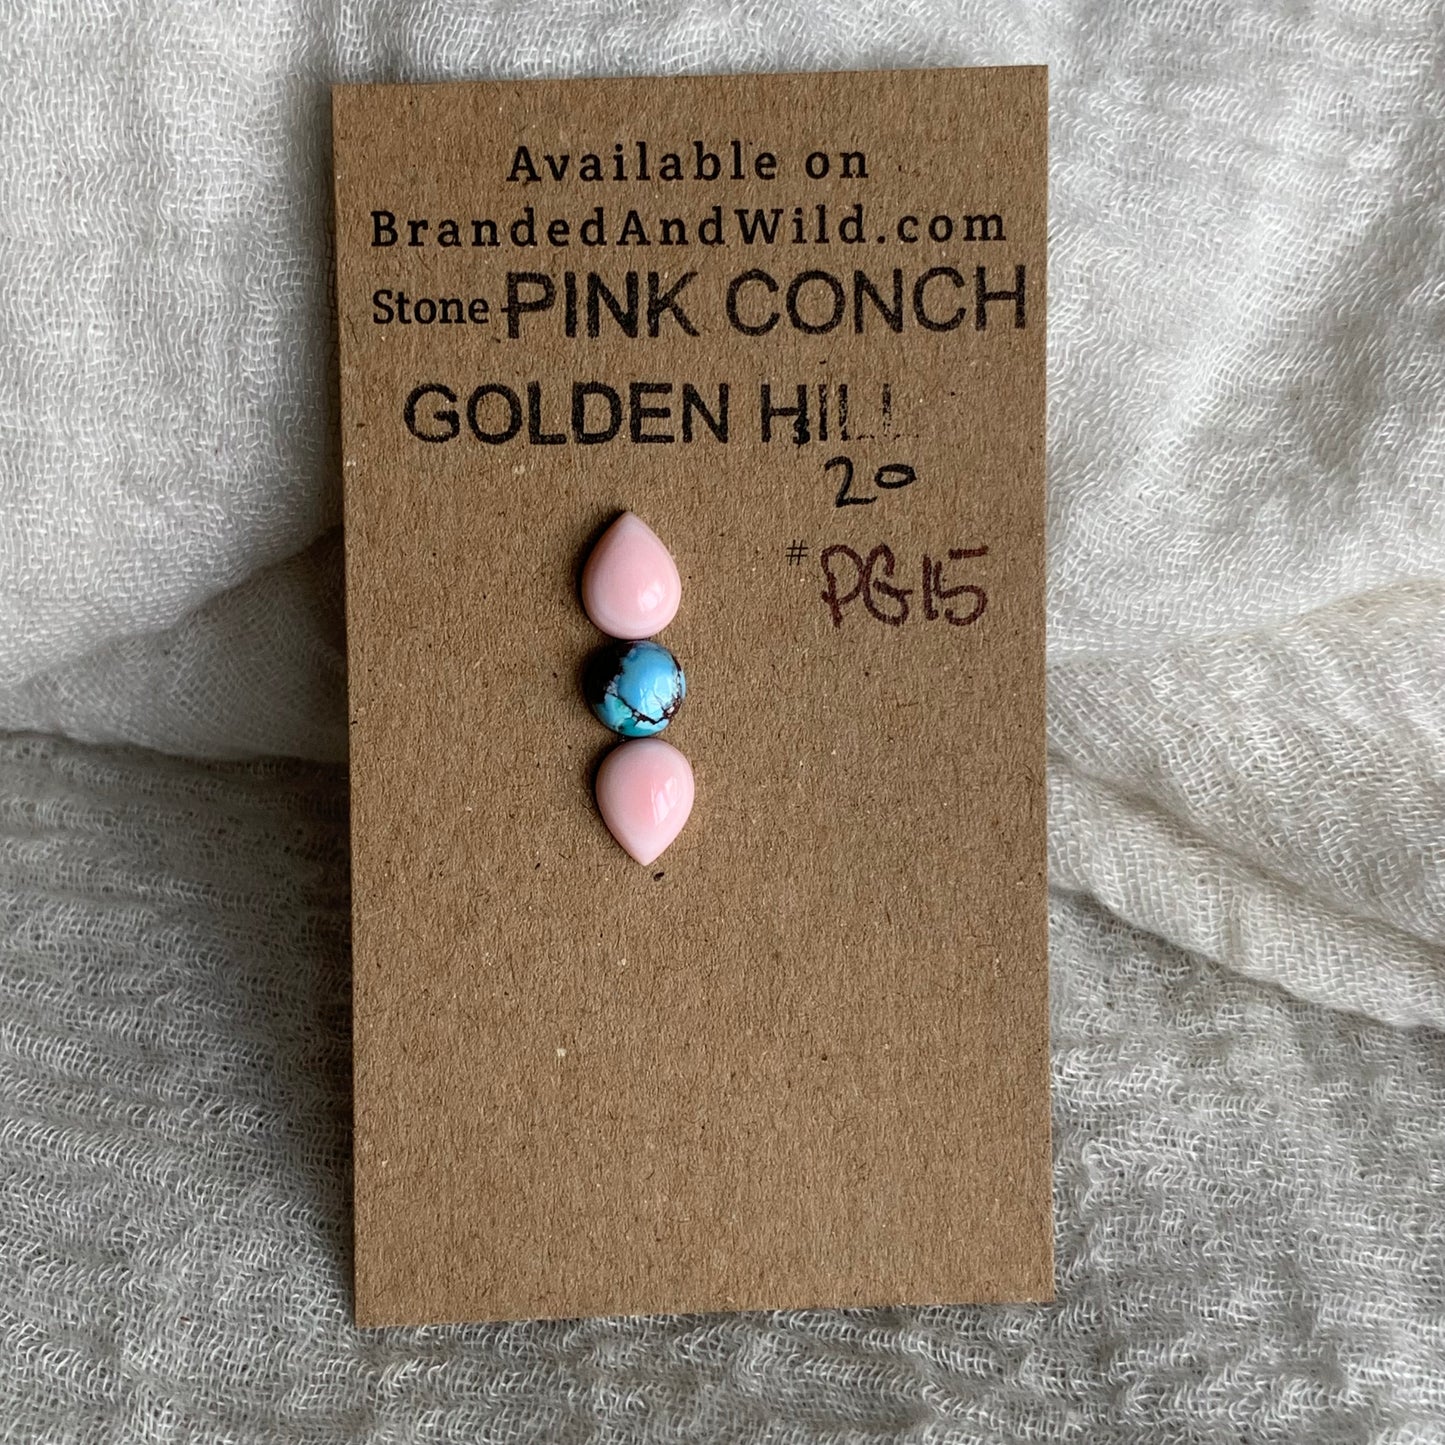 Available on
BrandedAndWild.com
Stone PINK CONCH
GOLDEN HILL
20
# PG15